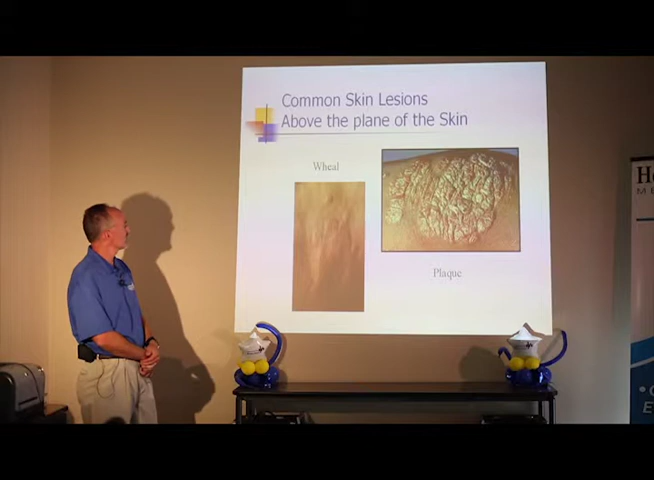 Common Skin Lesions
Above the plane of the Skin
Wheal
Plaque